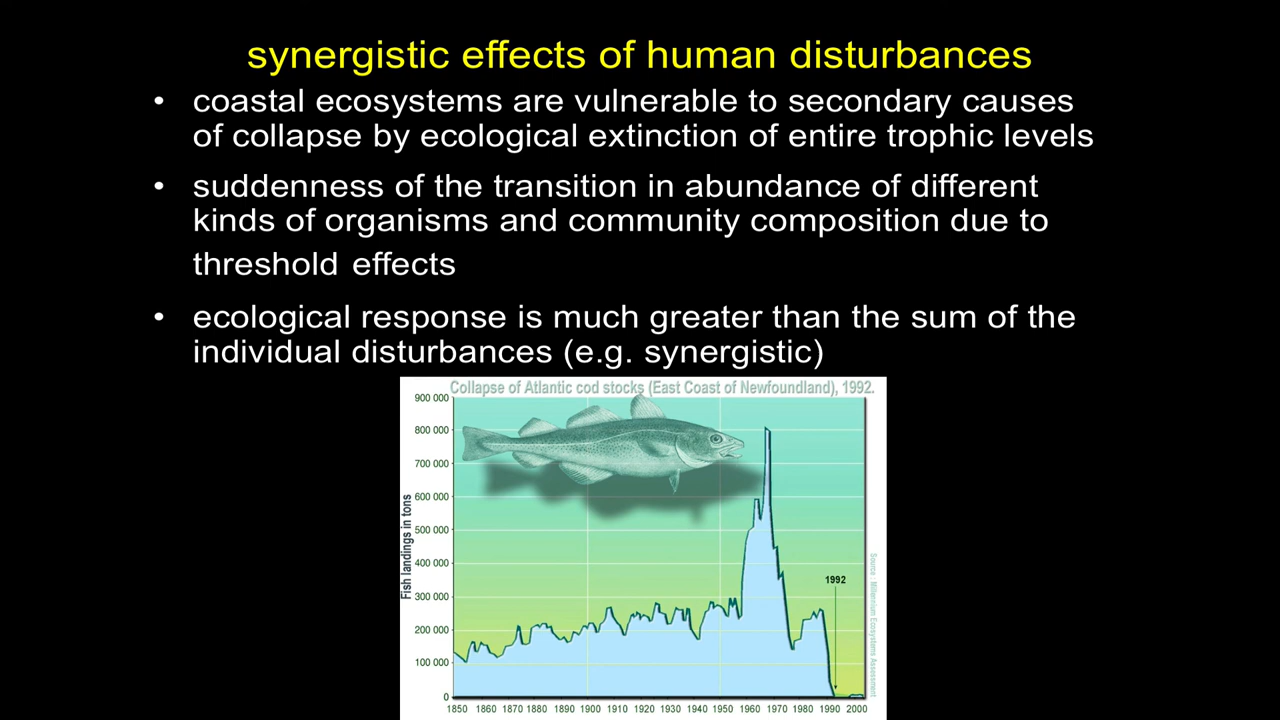 synergistic effects of human disturbances
• coastal ecosystems are vulnerable to secondary causes
of collapse by ecological extinction of entire trophic levels
• suddenness of the transition in abundance of different
kinds of organisms and community composition due to
threshold effects
• ecological response is much greater than the sum of the
individual disturbances (e.g. synergistic)
Collapse of Atlantic cod stocks (East Coast of Newfoundland), 1992.
Fish landings in tons
900 000
800 000
700 000
600 000
500 000
400 000
300 000
200 000
100 000
0
1992
Source : Millennium Ecosystems Assessment
1850 1860 1870 1880 1890 1900 1910 1920 1930 1940 1950 1960 1970 1980 1990 2000